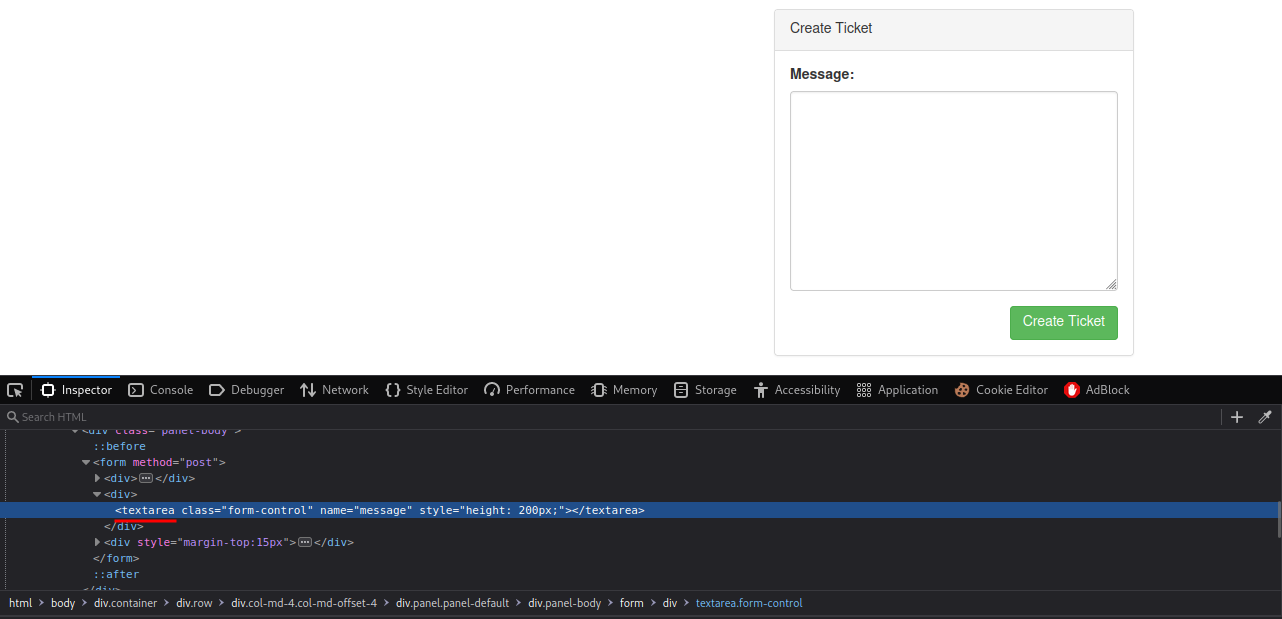 Create Ticket
Message:
Create Ticket
Inspector Console Debugger Network Style Editor Performance Memory Storage Accessibility Application Cookie Editor AdBlock
Search HTML
<div class="panel-body">
::before
<form method="post">
<div></div>
<div>
<textarea class="form-control" name="message" style="height: 200px;"></textarea>
</div>
<div style="margin-top:15px"></div>
</form>
::after
</div>
html > body > div.container > div.row > div.col-md-4.col-md-offset-4 > div.panel.panel-default > div.panel-body > form > div > textarea.form-control